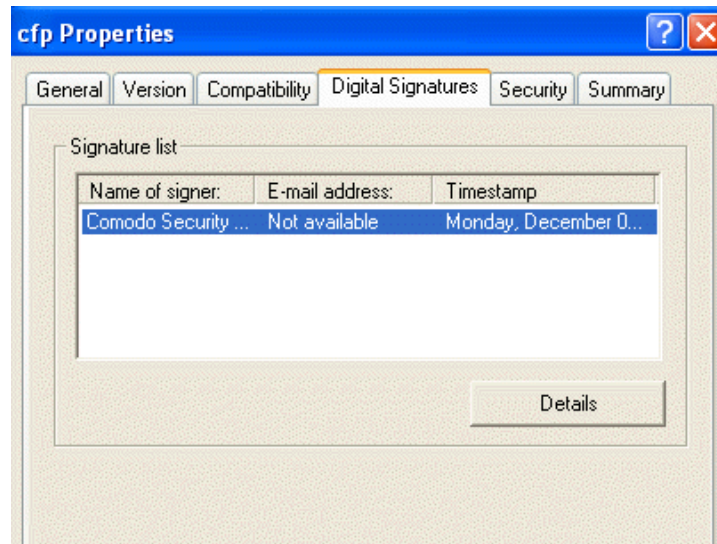 cfp Properties
General Version Compatibility Digital Signatures Security Summary
Signature list
Name of signer: E-mail address: Timestamp
Comodo Security ... Not available Monday, December 0...
Details